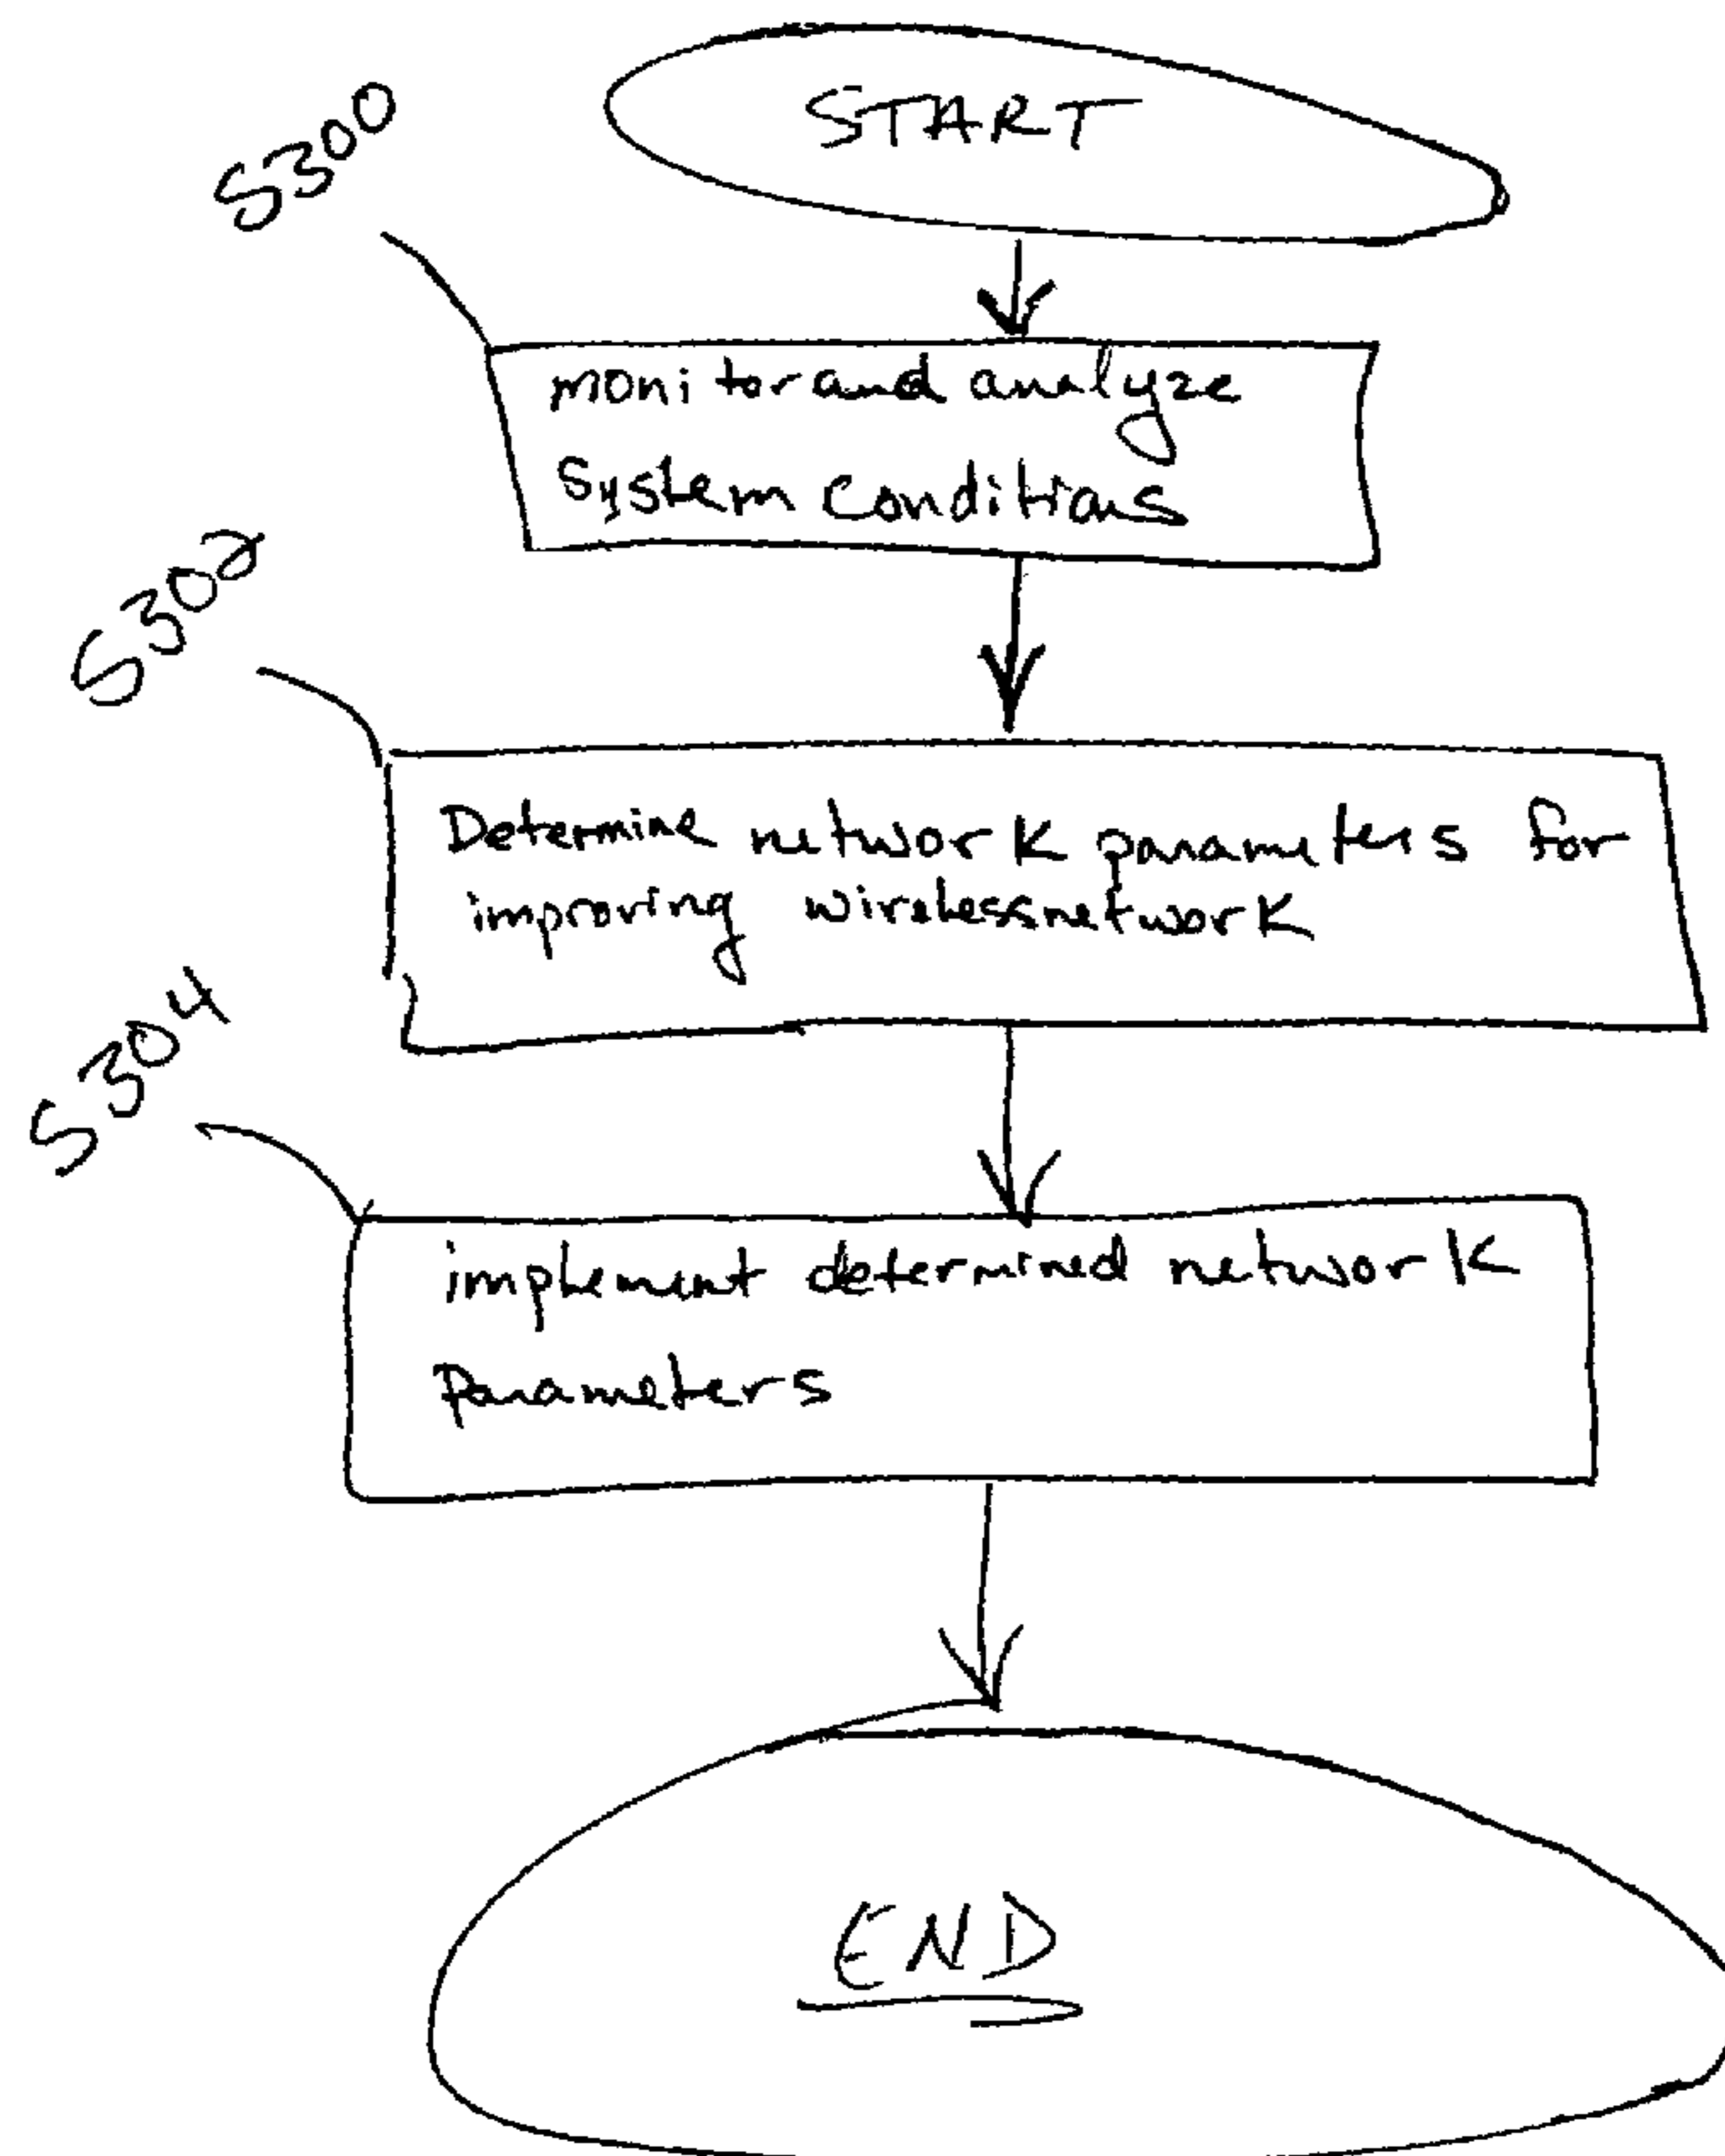 START
S300
monitor and analyze
System Conditions
S302
Determine network parameters for
improving wireless network
S304
implement determined network
parameters
END